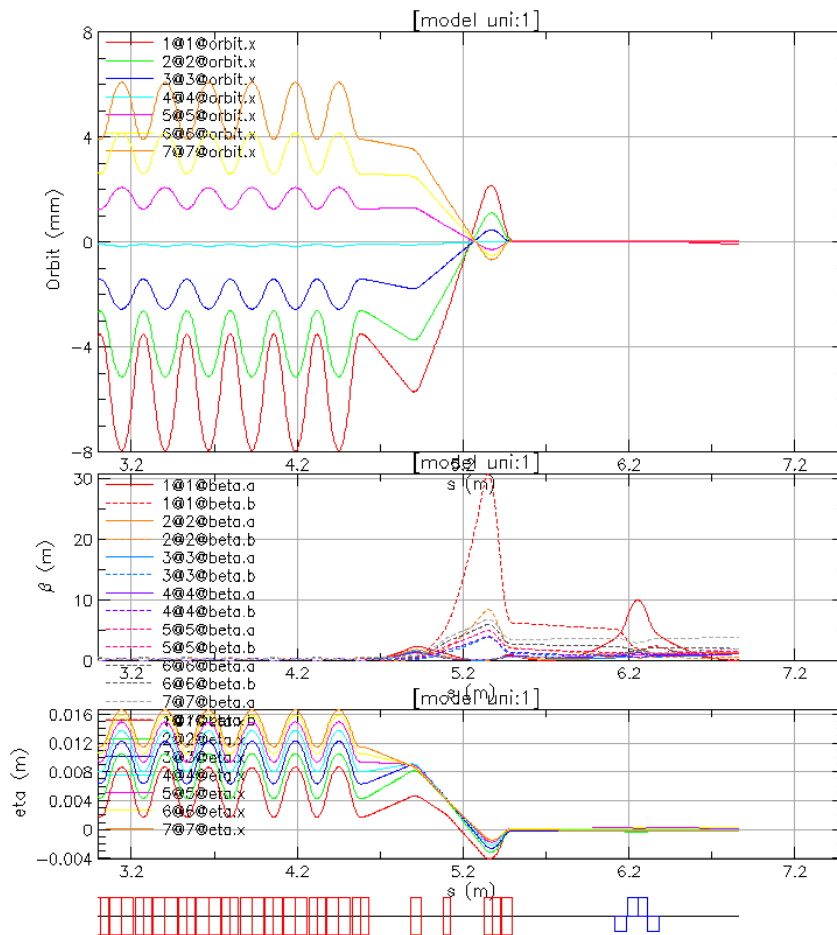 [model uni:1]
8
4
0
-4
-8
Orbit (mm)
1@1@orbit.x
2@2@orbit.x
3@3@orbit.x
4@4@orbit.x
5@5@orbit.x
6@6@orbit.x
7@7@orbit.x
3.2 4.2 5.2 6.2 7.2
s (m)
[model uni:1]
30
20
10
0
β (m)
1@1@beta.a
1@1@beta.b
2@2@beta.a
2@2@beta.b
3@3@beta.a
3@3@beta.b
4@4@beta.a
4@4@beta.b
5@5@beta.a
5@5@beta.b
6@6@beta.a
6@6@beta.b
7@7@beta.a
3.2 4.2 5.2 6.2 7.2
s (m)
[model uni:1]
0.016
0.012
0.008
0.004
0
-0.004
eta (m)
2@2@eta.x
3@3@eta.x
4@4@eta.x
5@5@eta.x
6@6@eta.x
7@7@eta.x
3.2 4.2 5.2 6.2 7.2
s (m)